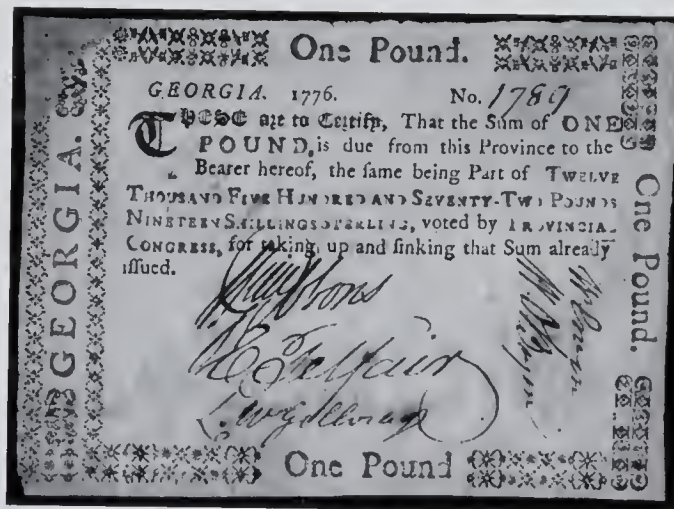 One Pound.
GEORGIA. 1776. No. 1789
THESE are to Certify, That the Sum of ONE
POUND, is due from this Province to the
Bearer hereof, the same being Part of TWELVE
THOUSAND FIVE HUNDRED AND SEVENTY-TWO POUNDS
NINETEEN SHILLINGS STERLING, voted by PROVINCIAL
CONGRESS, for taking up and sinking that Sum already
issued.
Gibbons
E Telfair
One Pound
GEORGIA.
One Pound.